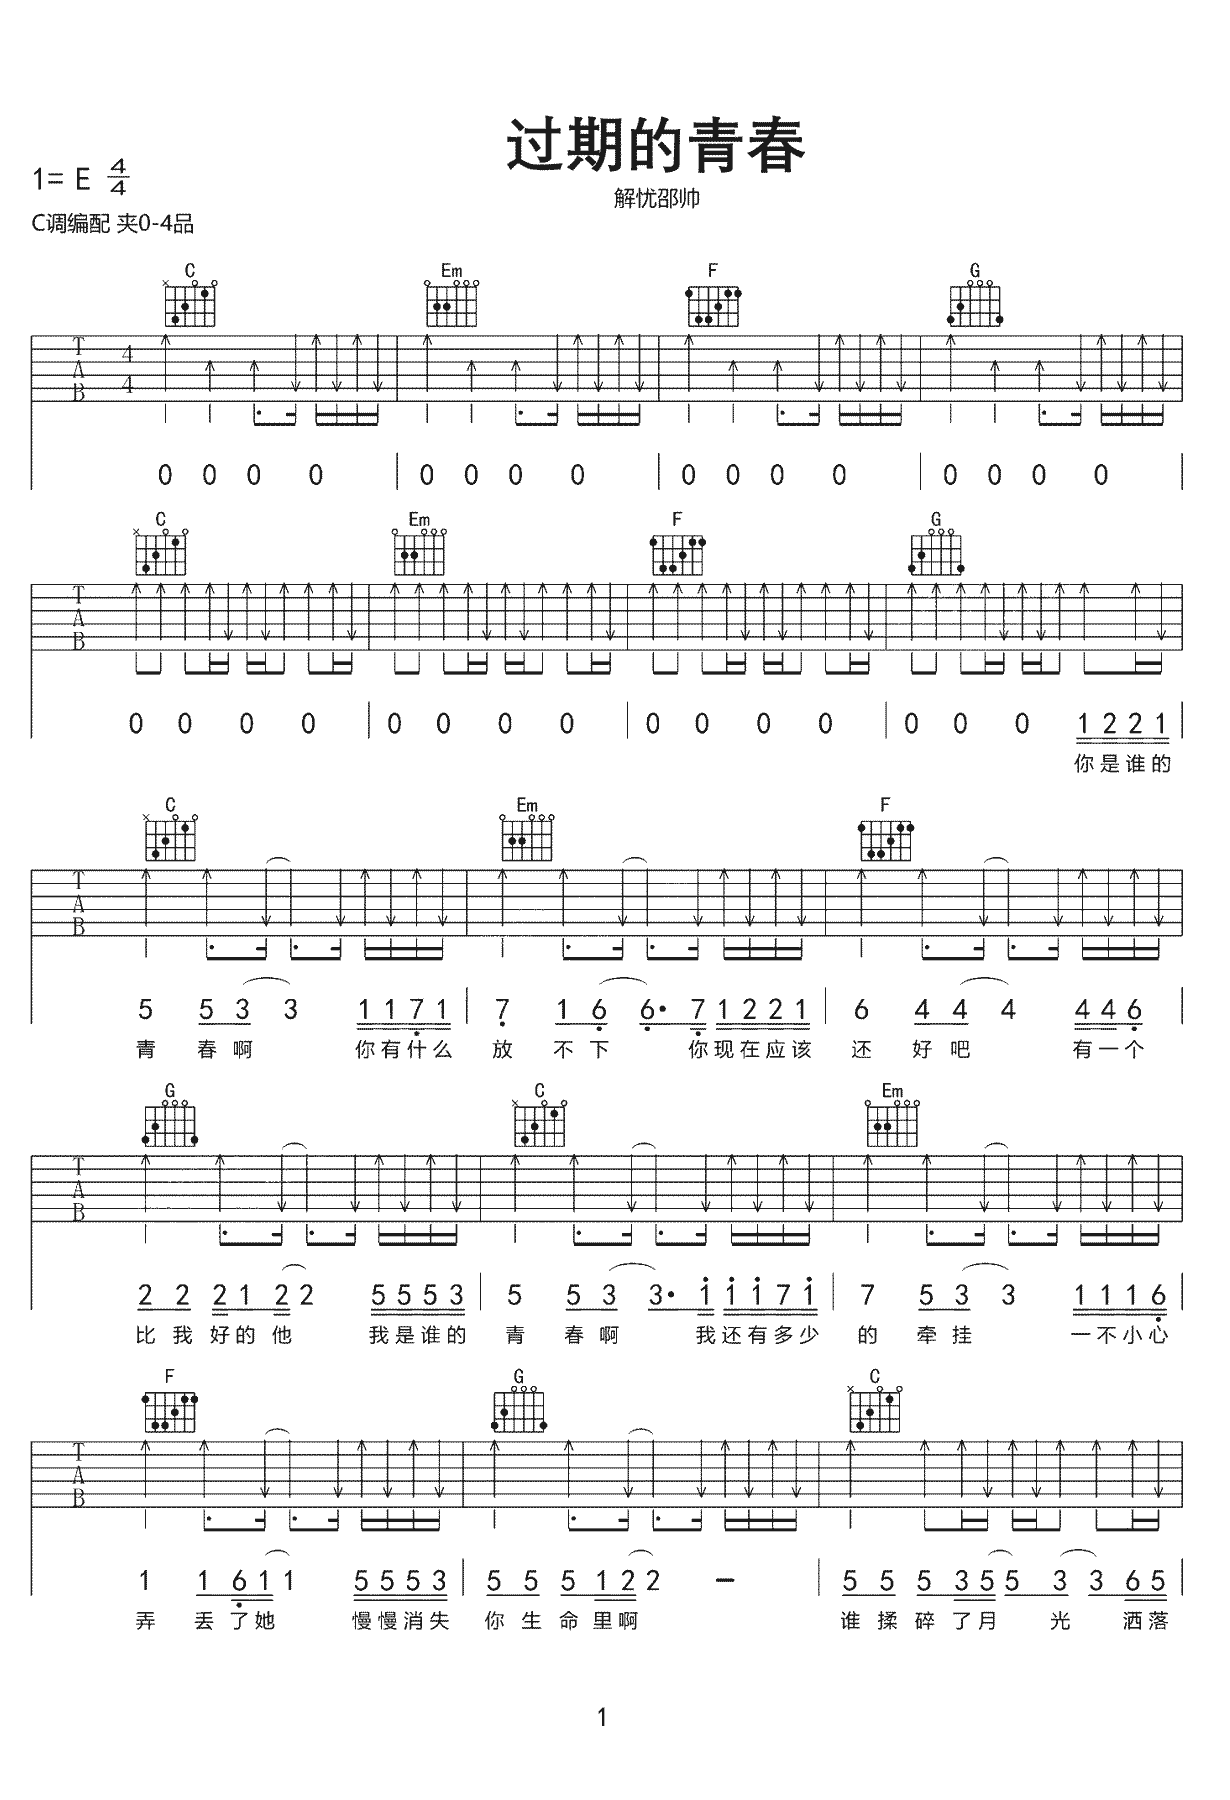 过期的青春
1= E 4/4
解忧邵帅
C调编配 夹0-4品
C Em F G
T A B 4 4
0 0 0 0 0 0 0 0 0 0 0 0 0 0 0 0
C Em F G
T A B
0 0 0 0 0 0 0 0 0 0 0 0 0 0 0 1 2 2 1
你是谁的
C Em F
T A B
5 5 3 3 1 1 7 1 7 1 6 6· 7 1 2 2 1 6 4 4 4 4 4 6
青 春 啊 你有什么 放 不 下 你现在应该 还 好 吧 有一个
G C Em
T A B
2 2 2 1 2 2 5 5 5 3 5 5 3 3· 1 1 1 7 1 7 5 3 3 1 1 1 6
比 我 好的 他 我是谁的 青 春 啊 我还有多少 的 牵 挂 一不小心
F G C
T A B
1 1 6 1 1 5 5 5 3 5 5 5 1 2 2 – 5 5 5 3 5 5 3 3 6 5
弄 丢 了她 慢慢消失 你 生 命 里 啊 谁 揉 碎 了月 光 洒落
1